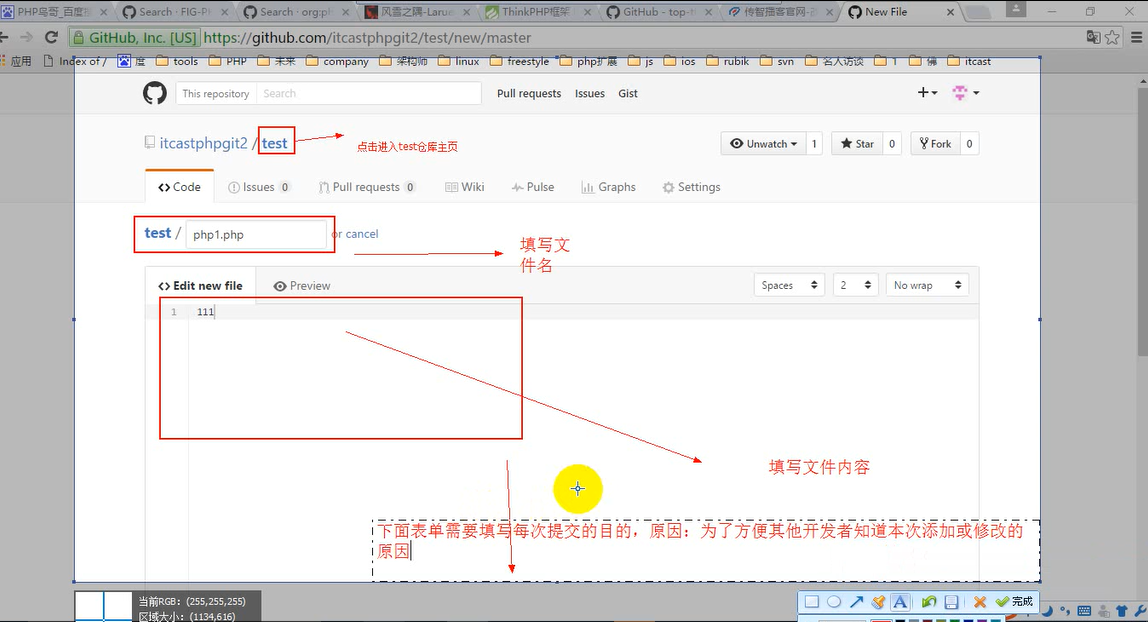 PHP鸟哥_百度
Search · FIG-P
Search · org:ph
风雪之隅-Larun
ThinkPHP框架
GitHub - top-t
传智播客官网-
New File
GitHub, Inc. [US] https://github.com/itcastphpgit2/test/new/master
应用 Index of / 度 tools PHP 未来 company 架构师 linux freestyle php扩展 js ios rubik svn 名人访谈 1 佛 itcast
This repository Search Pull requests Issues Gist
itcastphpgit2 / test
点击进入test仓库主页
Unwatch 1 Star 0 Fork 0
Code Issues 0 Pull requests 0 Wiki Pulse Graphs Settings
test / php1.php or cancel
填写文
件名
Edit new file Preview Spaces 2 No wrap
1 111
填写文件内容
下面表单需要填写每次提交的目的，原因：为了方便其他开发者知道本次添加或修改的
原因
当前RGB：(255,255,255)
区域大小：(1134,616)
A 完成